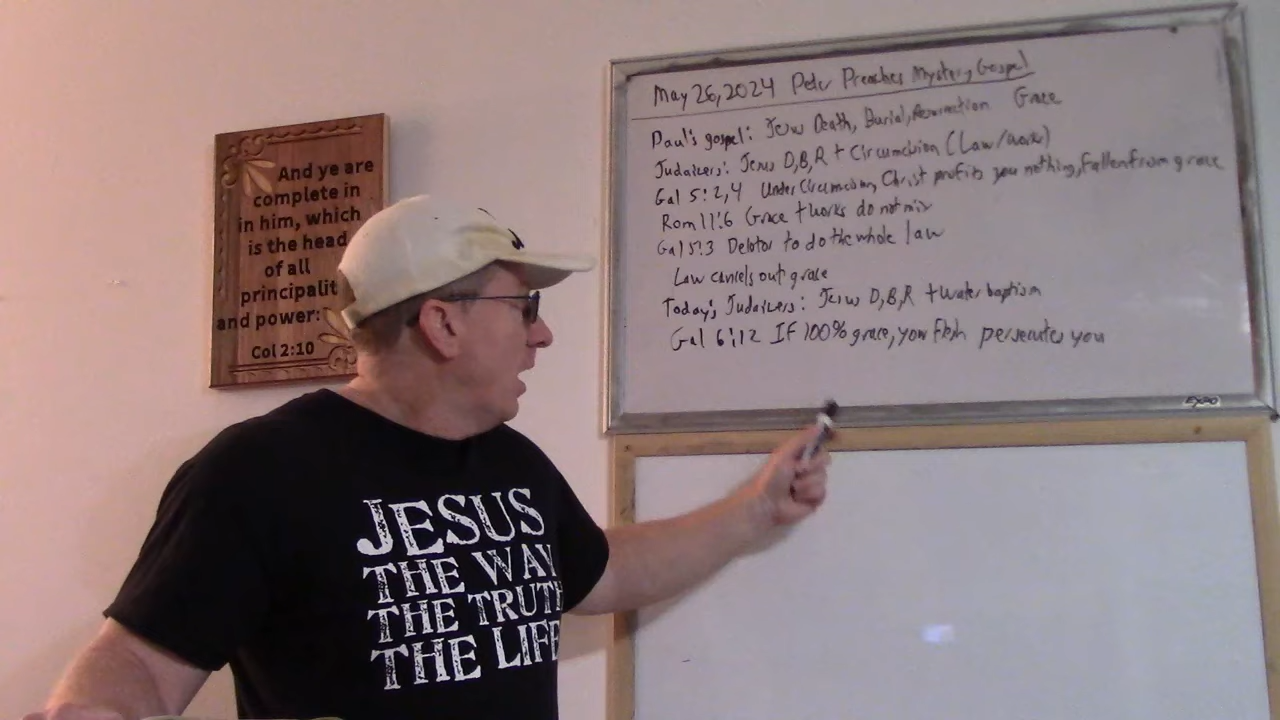 And ye are
complete in
in him, which
is the head
of all
principalit
and power:
Col 2:10
May 26, 2024 Peter Preaches Mystery Gospel
Paul's gospel: Jesus Death, Burial, Resurrection Grace
Judaizers: Jesus D,B,R + Circumcision (Law/works)
Gal 5:2,4 Under Circumcision, Christ profits you nothing, fallen from grace
Rom 11:6 Grace + works do not mix
Gal 5:3 Debtor to do the whole law
Law cancels out grace
Today's Judaizers: Jesus D,B,R + water baptism
Gal 6:12 If 100% grace, your flesh persecutes you
EXPO
JESUS
THE WAY
THE TRUTH
THE LIFE